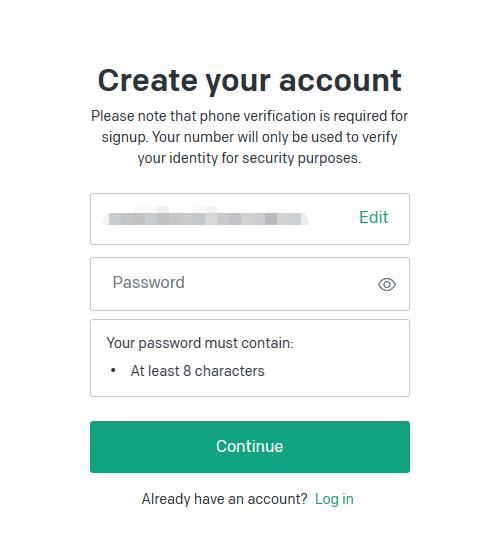 Create your account
Please note that phone verification is required for
signup. Your number will only be used to verify
your identity for security purposes.
Edit
Password
Your password must contain:
• At least 8 characters
Continue
Already have an account? Log in